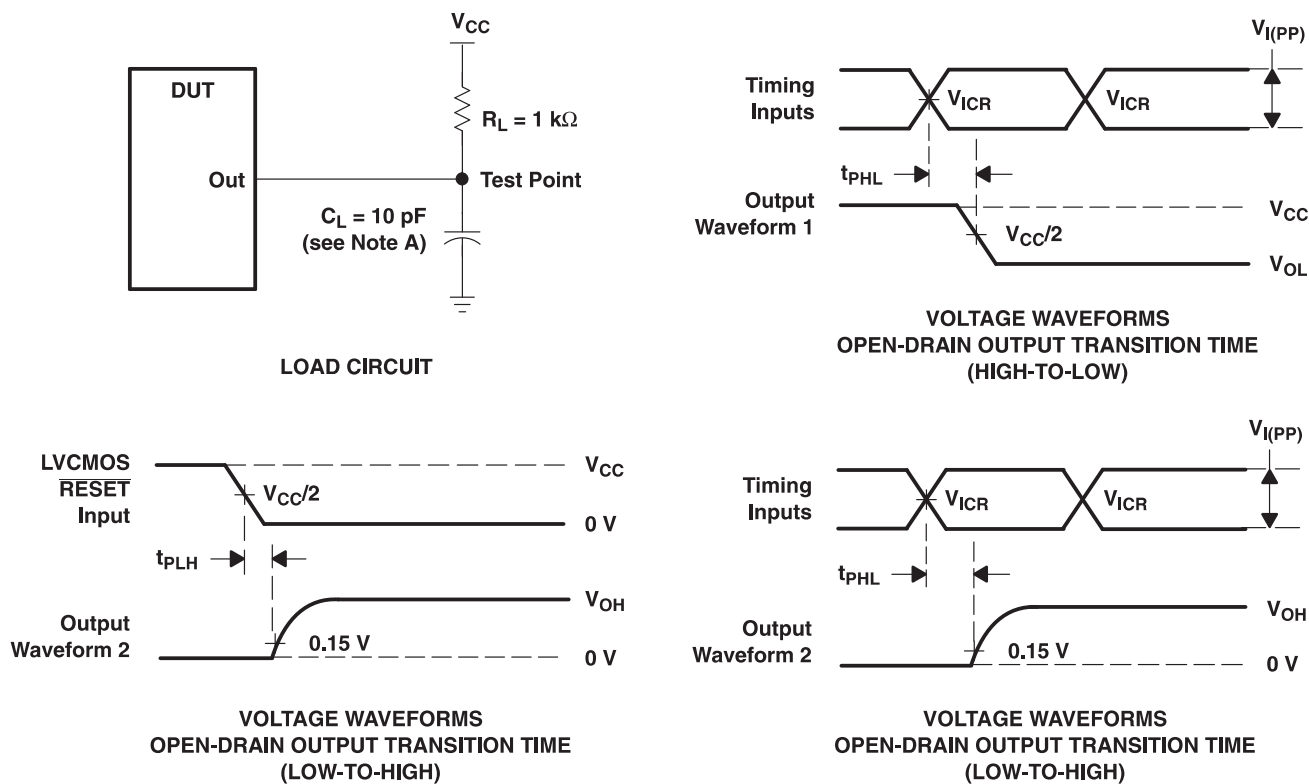 VCC
DUT
RL = 1 kΩ
Out
Test Point
CL = 10 pF
(see Note A)
LOAD CIRCUIT
VI(PP)
Timing
Inputs
VICR
VICR
tPHL
Output
Waveform 1
VCC
VCC/2
VOL
VOLTAGE WAVEFORMS
OPEN-DRAIN OUTPUT TRANSITION TIME
(HIGH-TO-LOW)
LVCMOS
RESET
Input
VCC
VCC/2
0 V
tPLH
Output
Waveform 2
VOH
0.15 V
0 V
VOLTAGE WAVEFORMS
OPEN-DRAIN OUTPUT TRANSITION TIME
(LOW-TO-HIGH)
VI(PP)
Timing
Inputs
VICR
VICR
tPHL
Output
Waveform 2
VOH
0.15 V
0 V
VOLTAGE WAVEFORMS
OPEN-DRAIN OUTPUT TRANSITION TIME
(LOW-TO-HIGH)